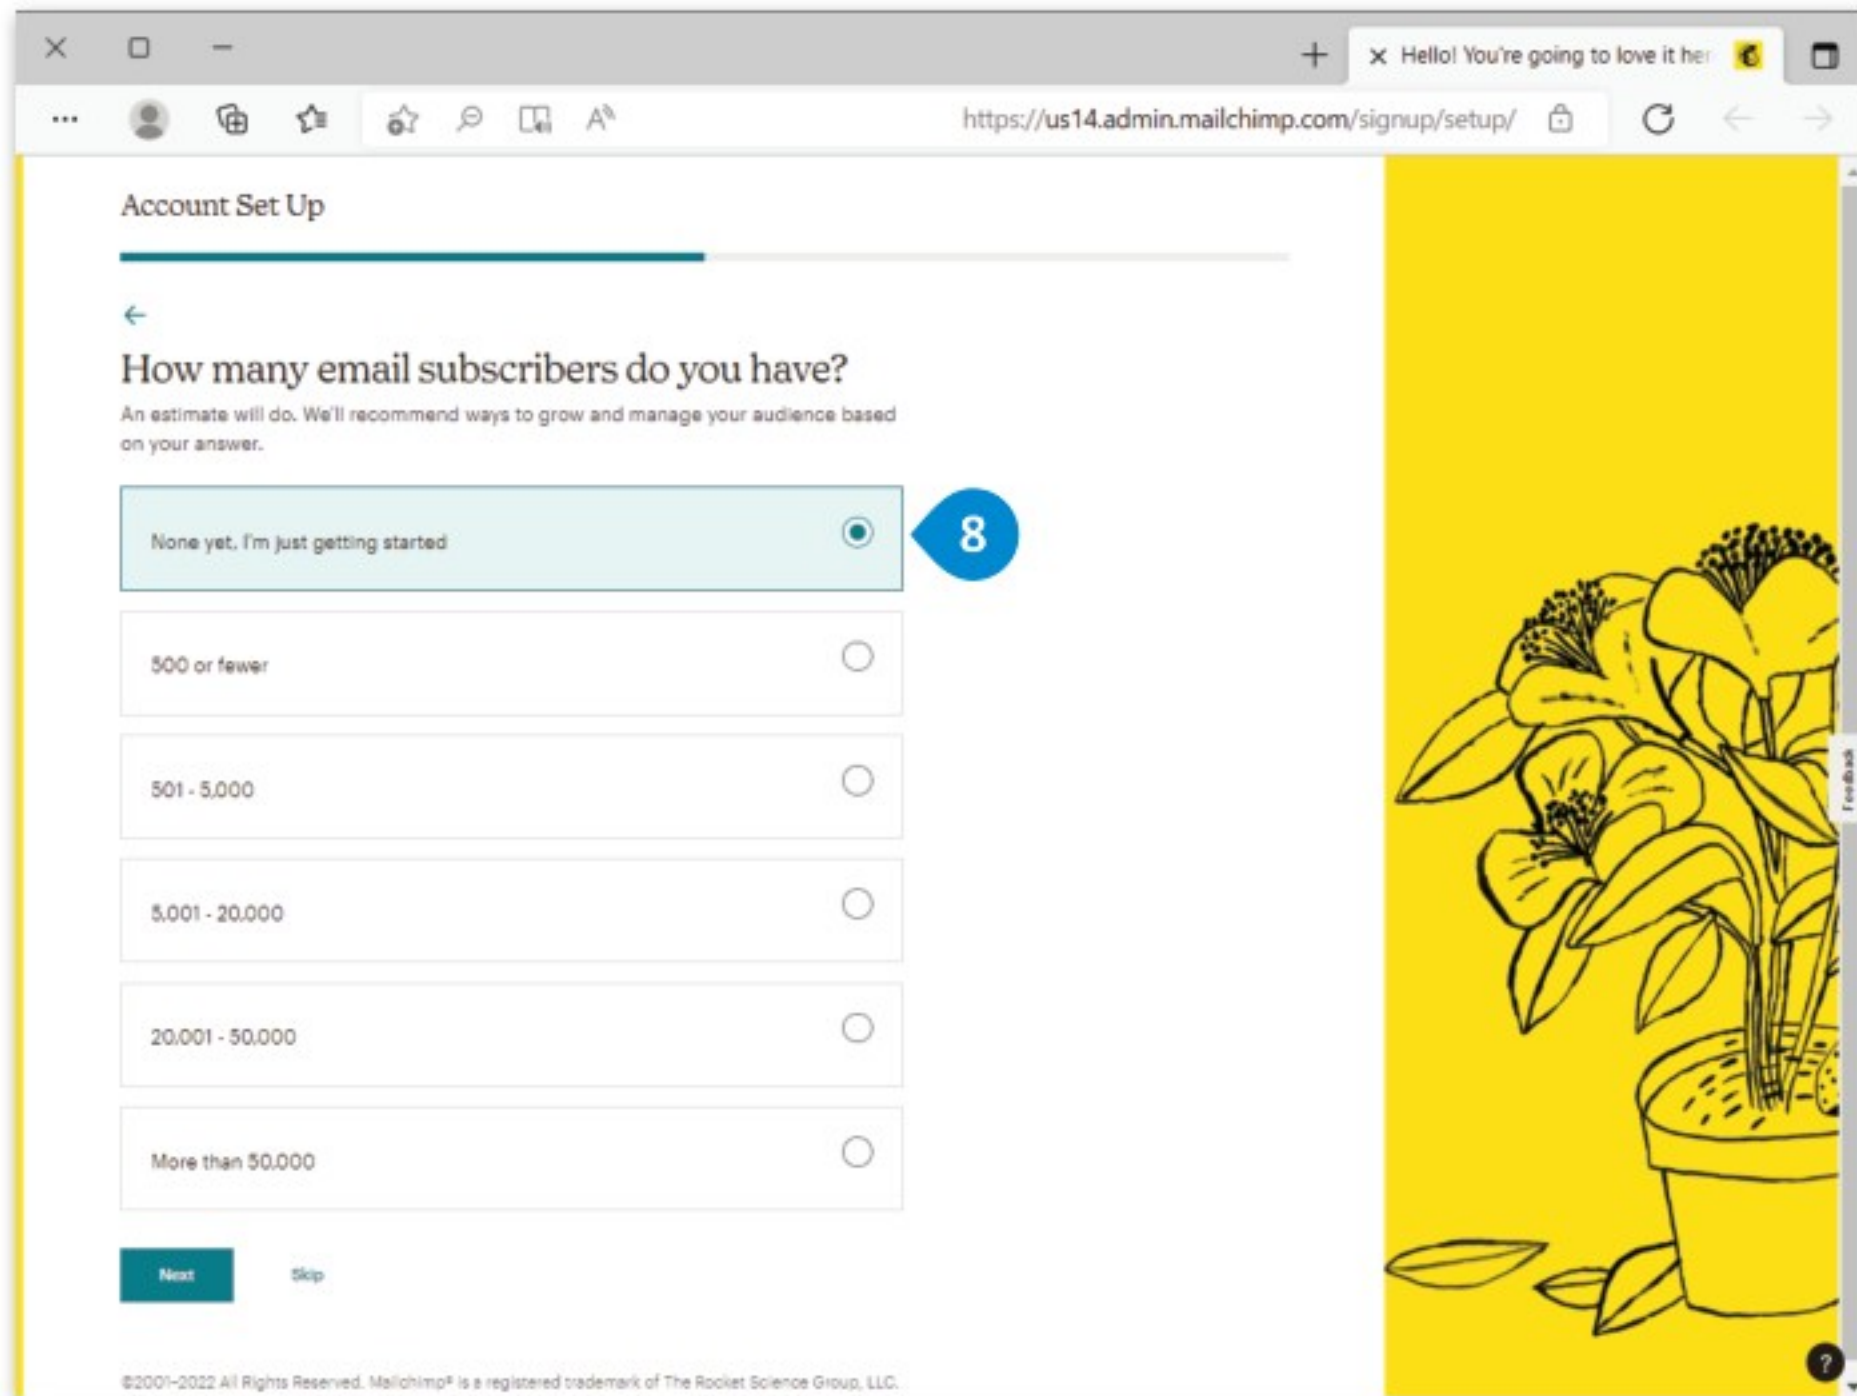 Hello! You're going to love it her
https://us14.admin.mailchimp.com/signup/setup/
Account Set Up
How many email subscribers do you have?
An estimate will do. We'll recommend ways to grow and manage your audience based
on your answer.
None yet, I'm just getting started
8
500 or fewer
501 - 5,000
5,001 - 20,000
20,001 - 50,000
More than 50,000
Next
Skip
Feedback
?
©2001-2022 All Rights Reserved. Mailchimp® is a registered trademark of The Rocket Science Group, LLC.